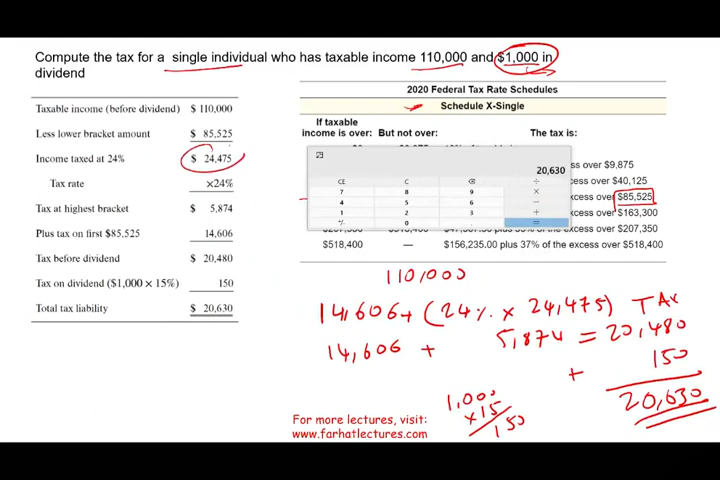 Compute the tax for a single individual who has taxable income 110,000 and $1,000 in
dividend
Taxable income (before dividend) $ 110,000
Less lower bracket amount $ 85,525
Income taxed at 24% $ 24,475
Tax rate ×24%
Tax at highest bracket $ 5,874
Plus tax on first $85,525 14,606
Tax before dividend $ 20,480
Tax on dividend ($1,000 × 15%) 150
Total tax liability $ 20,630
2020 Federal Tax Rate Schedules
Schedule X-Single
If taxable
income is over: But not over: The tax is:
ess over $9,875
ess over $40,125
xcess over $85,525
xcess over $163,300
excess over $207,350
$518,400 — $156,235.00 plus 37% of the excess over $518,400
20,630
CE C ÷
7 8 9 ×
4 5 6 −
1 2 3 +
0 =
110,000
14,606 + (24% × 24,475) TAX
14,606 + 5,874 = 20,480
+ 150
20,630
1,000
×15
150
For more lectures, visit:
www.farhatlectures.com